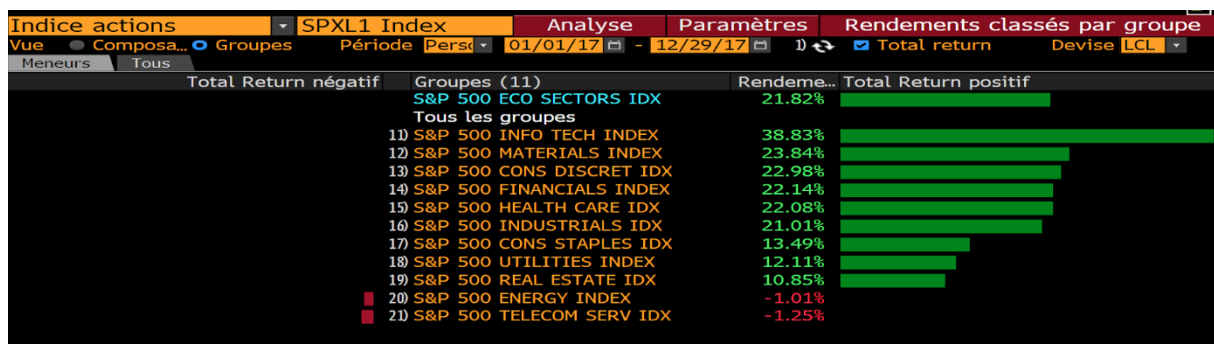 Indice actions SPXL1 Index Analyse Paramètres Rendements classés par groupe
Vue Composa... Groupes Période Pers 01/01/17 - 12/29/17 1) Total return Devise LCL
Meneurs Tous
Total Return négatif Groupes (11) Rendeme... Total Return positif
S&P 500 ECO SECTORS IDX 21.82%
Tous les groupes
11) S&P 500 INFO TECH INDEX 38.83%
12) S&P 500 MATERIALS INDEX 23.84%
13) S&P 500 CONS DISCRET IDX 22.98%
14) S&P 500 FINANCIALS INDEX 22.14%
15) S&P 500 HEALTH CARE IDX 22.08%
16) S&P 500 INDUSTRIALS IDX 21.01%
17) S&P 500 CONS STAPLES IDX 13.49%
18) S&P 500 UTILITIES INDEX 12.11%
19) S&P 500 REAL ESTATE IDX 10.85%
20) S&P 500 ENERGY INDEX -1.01%
21) S&P 500 TELECOM SERV IDX -1.25%